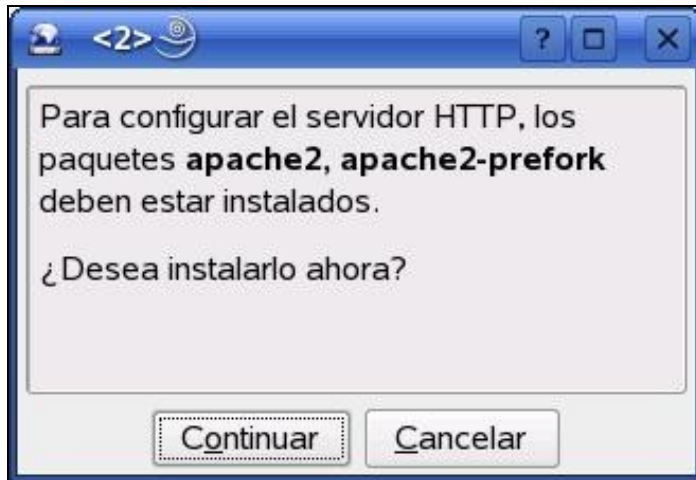 <2>
?
Para configurar el servidor HTTP, los
paquetes apache2, apache2-prefork
deben estar instalados.
¿Desea instalarlo ahora?
Continuar
Cancelar